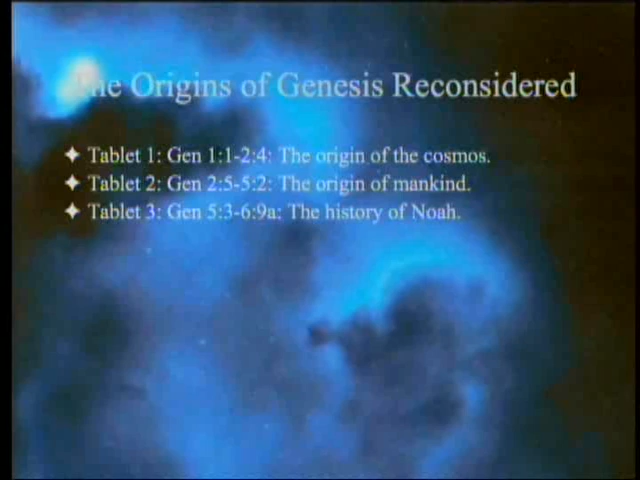 The Origins of Genesis Reconsidered
Tablet 1: Gen 1:1-2:4: The origin of the cosmos.
Tablet 2: Gen 2:5-5:2: The origin of mankind.
Tablet 3: Gen 5:3-6:9a: The history of Noah.